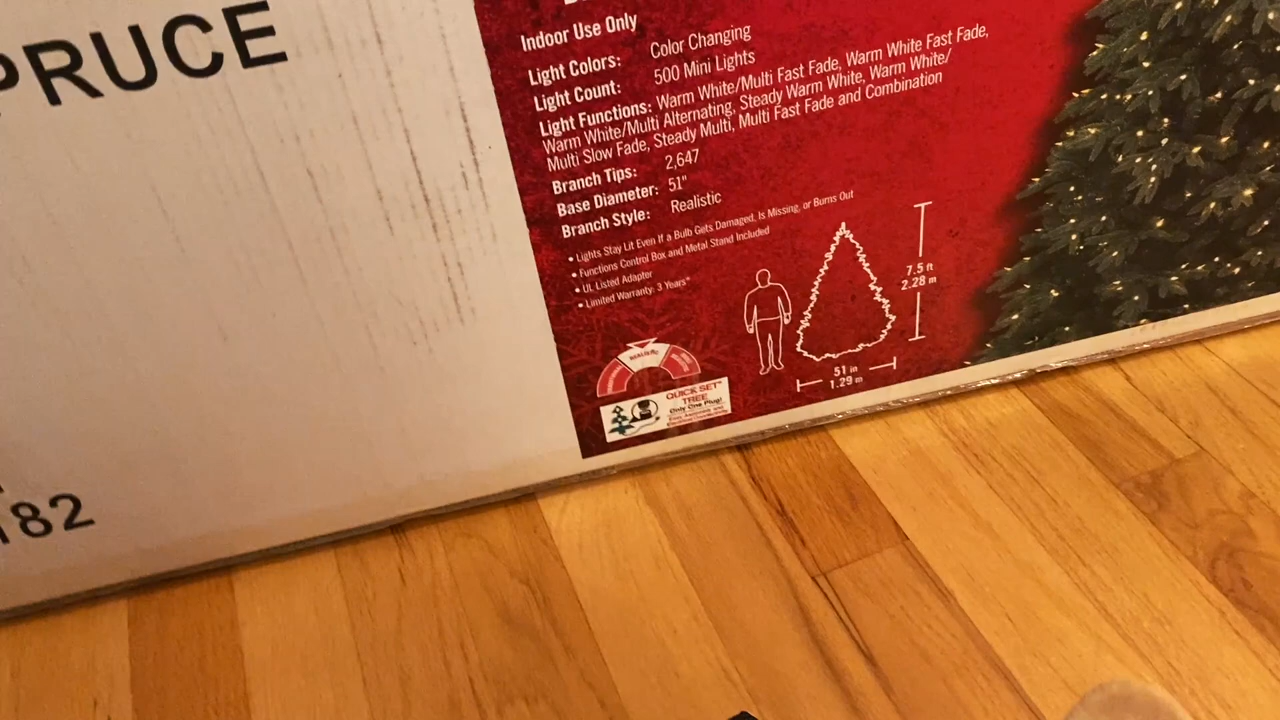 PRUCE
Indoor Use Only
Light Colors: Color Changing
Light Count: 500 Mini Lights
Light Functions: Warm White/Multi Fast Fade, Warm White Fast Fade,
Warm White/Multi Alternating, Steady Warm White, Warm White/
Multi Slow Fade, Steady Multi, Multi Fast Fade and Combination
Branch Tips: 2,647
Base Diameter: 51"
Branch Style: Realistic
• Lights Stay Lit Even If a Bulb Gets Damaged, Is Missing, or Burns Out
• Functions Control Box and Metal Stand Included
• UL Listed Adapter
• Limited Warranty: 3 Years*
7.5 ft
2.28 m
51 in
1.29 m
REALISTIC
QUICK SET™
TREE
Only One Plug!
182